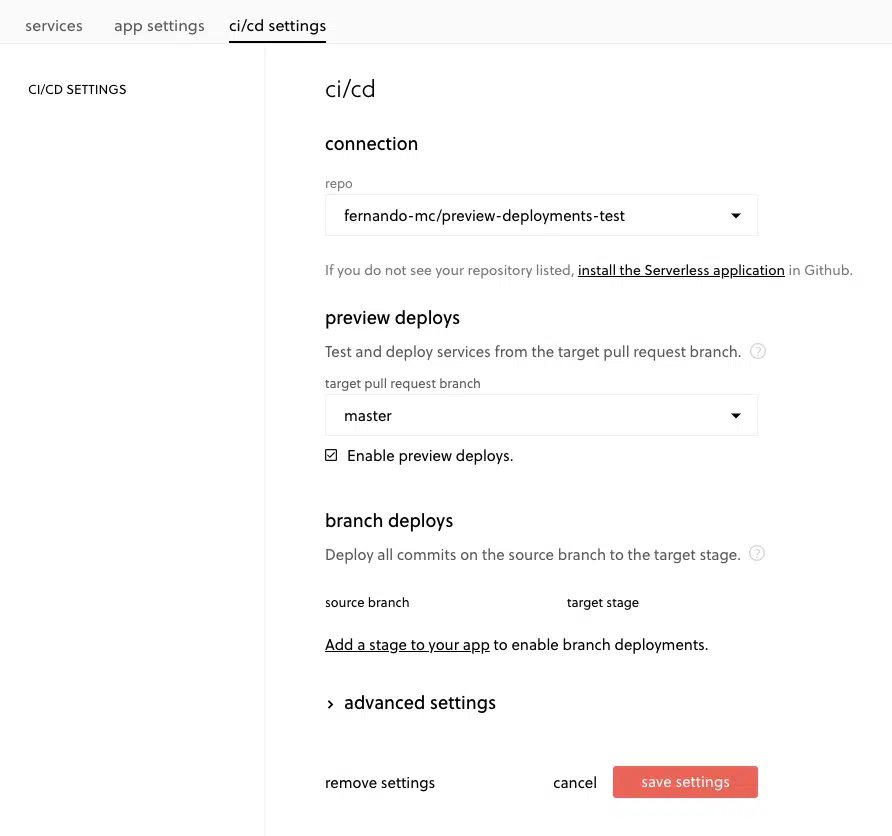 services app settings ci/cd settings
CI/CD SETTINGS
ci/cd
connection
repo
fernando-mc/preview-deployments-test
If you do not see your repository listed, install the Serverless application in Github.
preview deploys
Test and deploy services from the target pull request branch. ?
target pull request branch
master
Enable preview deploys.
branch deploys
Deploy all commits on the source branch to the target stage. ?
source branch target stage
Add a stage to your app to enable branch deployments.
advanced settings
remove settings cancel save settings